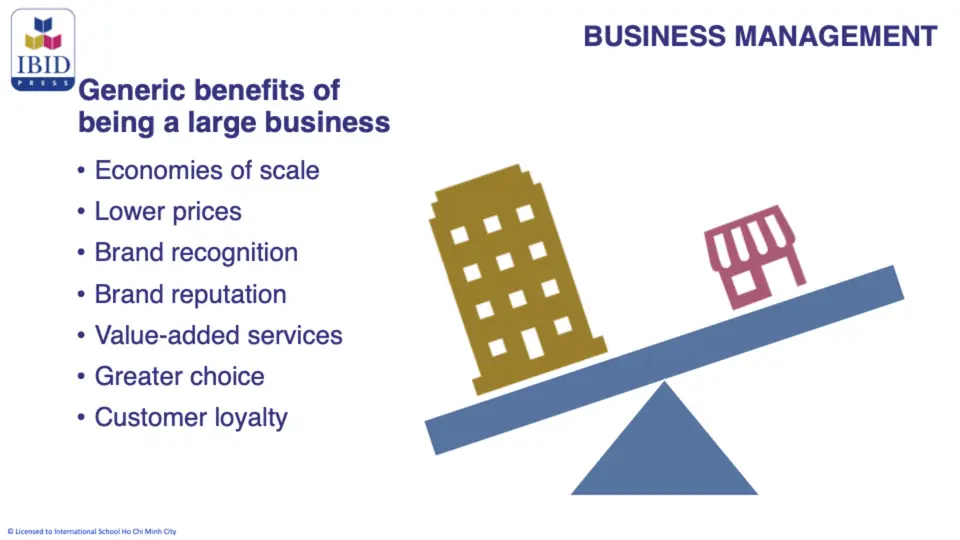 IBID
PRESS
BUSINESS MANAGEMENT
Generic benefits of
being a large business
• Economies of scale
• Lower prices
• Brand recognition
• Brand reputation
• Value-added services
• Greater choice
• Customer loyalty
© Licensed to International School Ho Chi Minh City